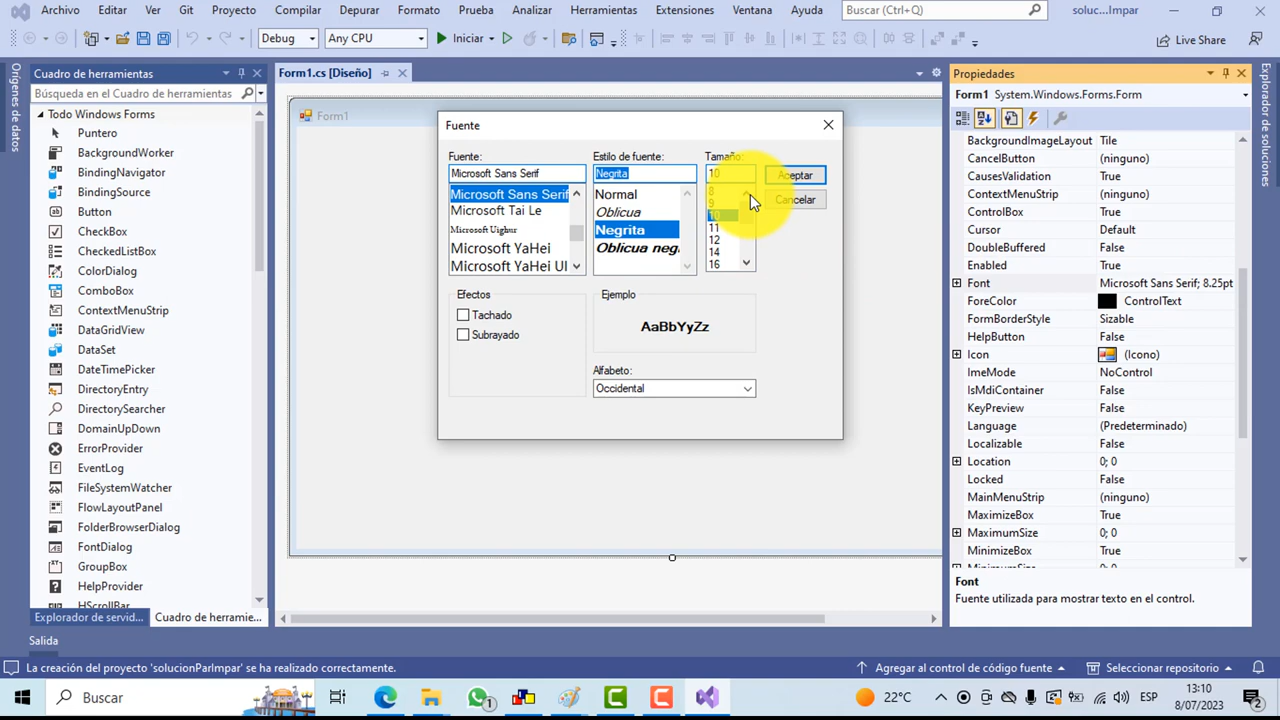 Archivo Editar Ver Git Proyecto Compilar Depurar Formato Prueba Analizar Herramientas Extensiones Ventana Ayuda Buscar (Ctrl+Q) soluc...Impar
Debug Any CPU Iniciar Live Share
Orígenes de datos
Cuadro de herramientas
Búsqueda en el Cuadro de herramientas
Todo Windows Forms
Puntero
BackgroundWorker
BindingNavigator
BindingSource
Button
CheckBox
CheckedListBox
ColorDialog
ComboBox
ContextMenuStrip
DataGridView
DataSet
DateTimePicker
DirectoryEntry
DirectorySearcher
DomainUpDown
ErrorProvider
EventLog
FileSystemWatcher
FlowLayoutPanel
FolderBrowserDialog
FontDialog
GroupBox
HelpProvider
HScrollBar
Explorador de servid... Cuadro de herramie...
Form1.cs [Diseño]
Form1
Fuente
Fuente: Estilo de fuente: Tamaño:
Microsoft Sans Serif Negrita 10 Aceptar
Cancelar
Microsoft Sans Serif
Microsoft Tai Le
Microsoft Uighur
Microsoft YaHei
Microsoft YaHei UI
Normal
Oblicua
Negrita
Oblicua neg
8
9
10
11
12
14
16
Efectos
Tachado
Subrayado
Ejemplo
AaBbYyZz
Alfabeto:
Occidental
Propiedades
Form1 System.Windows.Forms.Form
BackgroundImageLayout Tile
CancelButton (ninguno)
CausesValidation True
ContextMenuStrip (ninguno)
ControlBox True
Cursor Default
DoubleBuffered False
Enabled True
Font Microsoft Sans Serif; 8.25pt
ForeColor ControlText
FormBorderStyle Sizable
HelpButton False
Icon (Icono)
ImeMode NoControl
IsMdiContainer False
KeyPreview False
Language (Predeterminado)
Localizable False
Location 0; 0
Locked False
MainMenuStrip (ninguno)
MaximizeBox True
MaximumSize 0; 0
MinimizeBox True
Font
Fuente utilizada para mostrar texto en el control.
Explorador de soluciones
Salida
La creación del proyecto 'solucionParImpar' se ha realizado correctamente. Agregar al control de código fuente Seleccionar repositorio
Buscar 1 22°C ESP 13:10
8/07/2023 2